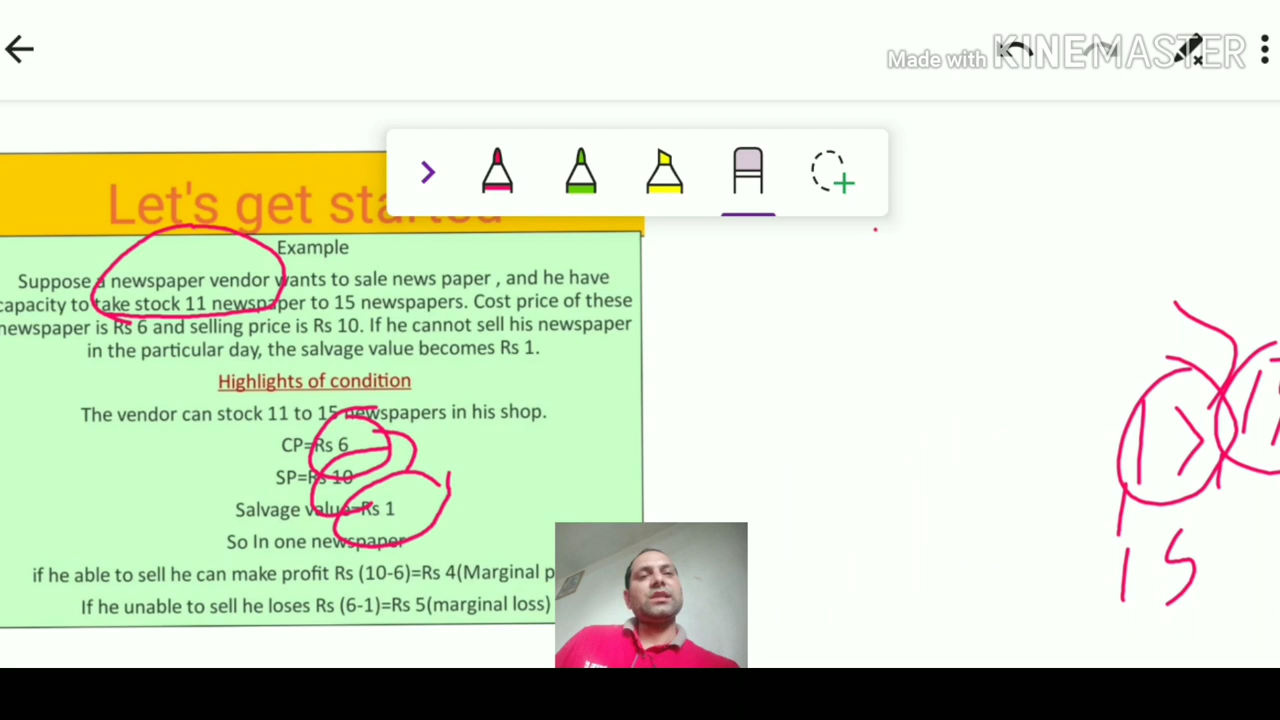 Made with KINEMASTER
Let's get started
Example
Suppose a newspaper vendor wants to sale news paper , and he have
capacity to take stock 11 newspaper to 15 newspapers. Cost price of these
newspaper is Rs 6 and selling price is Rs 10. If he cannot sell his newspaper
in the particular day, the salvage value becomes Rs 1.
Highlights of condition
The vendor can stock 11 to 15 newspapers in his shop.
CP=Rs 6
SP=Rs 10
Salvage value=Rs 1
So In one newspaper
if he able to sell he can make profit Rs (10-6)=Rs 4(Marginal p
If he unable to sell he loses Rs (6-1)=Rs 5(marginal loss)
15